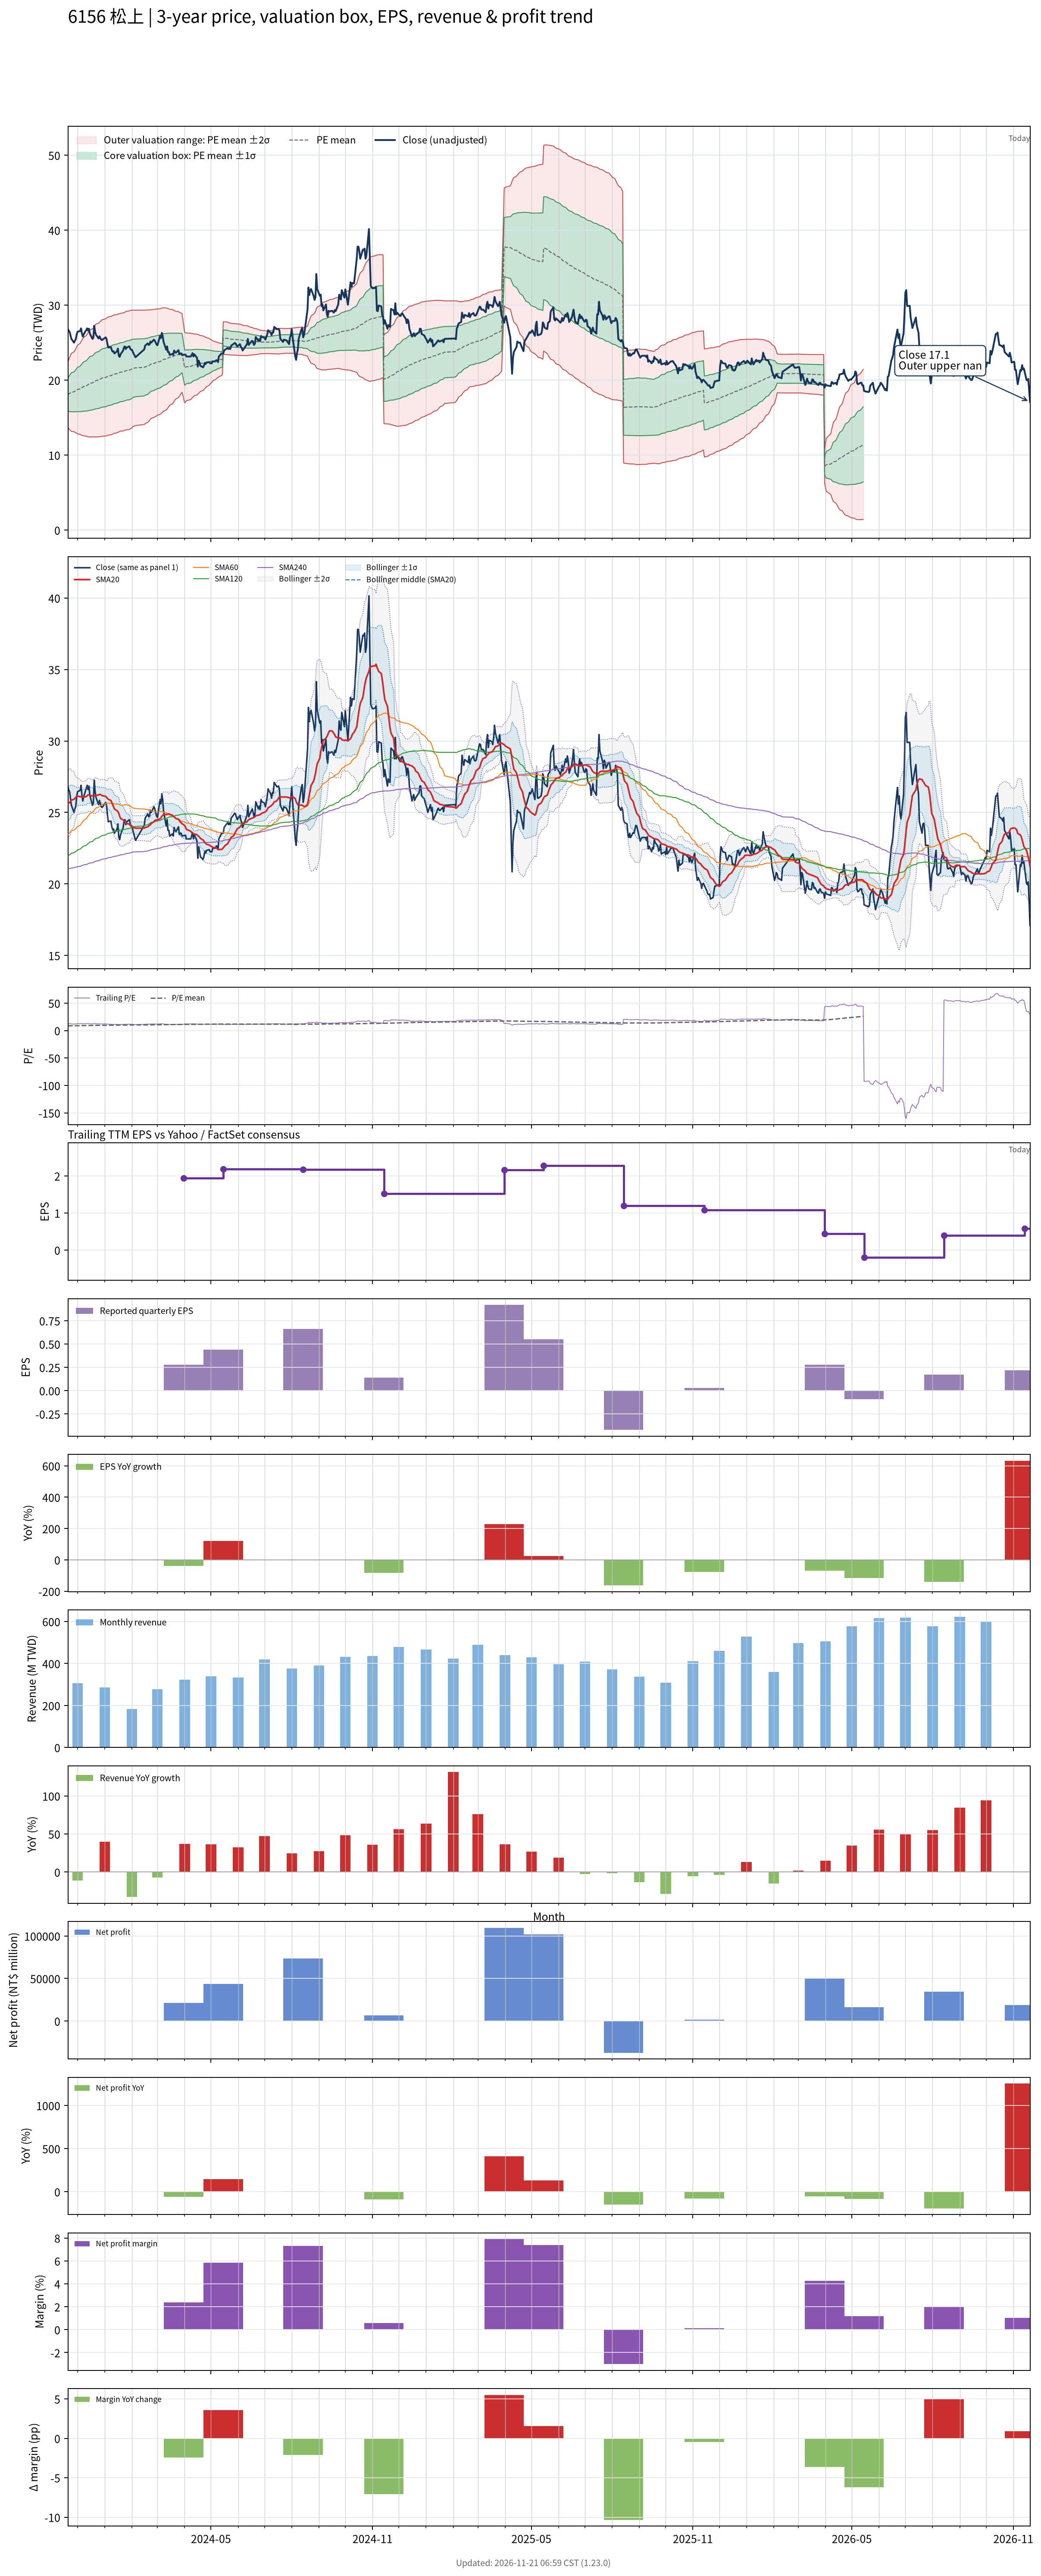 6156 松上 | 3-year price, valuation box, EPS, revenue & profit trend
Outer valuation range: PE mean ±2σ
Core valuation box: PE mean ±1σ
PE mean
Close (unadjusted)
Today
Price (TWD)
50
40
30
20
10
0
Close 17.1
Outer upper nan
Close (same as panel 1)
SMA20
SMA60
SMA120
SMA240
Bollinger ±2σ
Bollinger ±1σ
Bollinger middle (SMA20)
Price
40
35
30
25
20
15
Trailing P/E
P/E mean
P/E
50
0
-50
-100
-150
Trailing TTM EPS vs Yahoo / FactSet consensus
Today
EPS
2
1
0
Reported quarterly EPS
EPS
0.75
0.50
0.25
0.00
-0.25
EPS YoY growth
YoY (%)
600
400
200
0
-200
Monthly revenue
Revenue (M TWD)
600
400
200
0
Revenue YoY growth
YoY (%)
100
50
0
Month
Net profit
Net profit (NT$ million)
100000
50000
0
Net profit YoY
YoY (%)
1000
500
0
Net profit margin
Margin (%)
8
6
4
2
0
-2
Margin YoY change
Δ margin (pp)
5
0
-5
-10
2024-05
2024-11
2025-05
2025-11
2026-05
2026-11
Updated: 2026-11-21 06:59 CST (1.23.0)